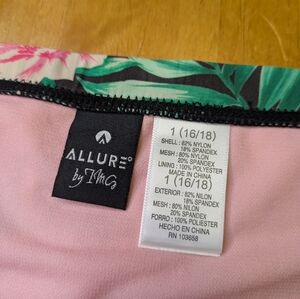 ALLURE
by IMG
1 (16/18)
SHELL: 82% NYLON
18% SPANDEX
MESH: 80% NYLON
20% SPANDEX
LINING: 100% POLYESTER
MADE IN CHINA
1 (16/18)
EXTERIOR: 82% NILON
18% SPANDEX
MESH: 80% NILON
20% SPANDEX
FORRO: 100% POLIESTER
HECHO EN CHINA
RN 103658